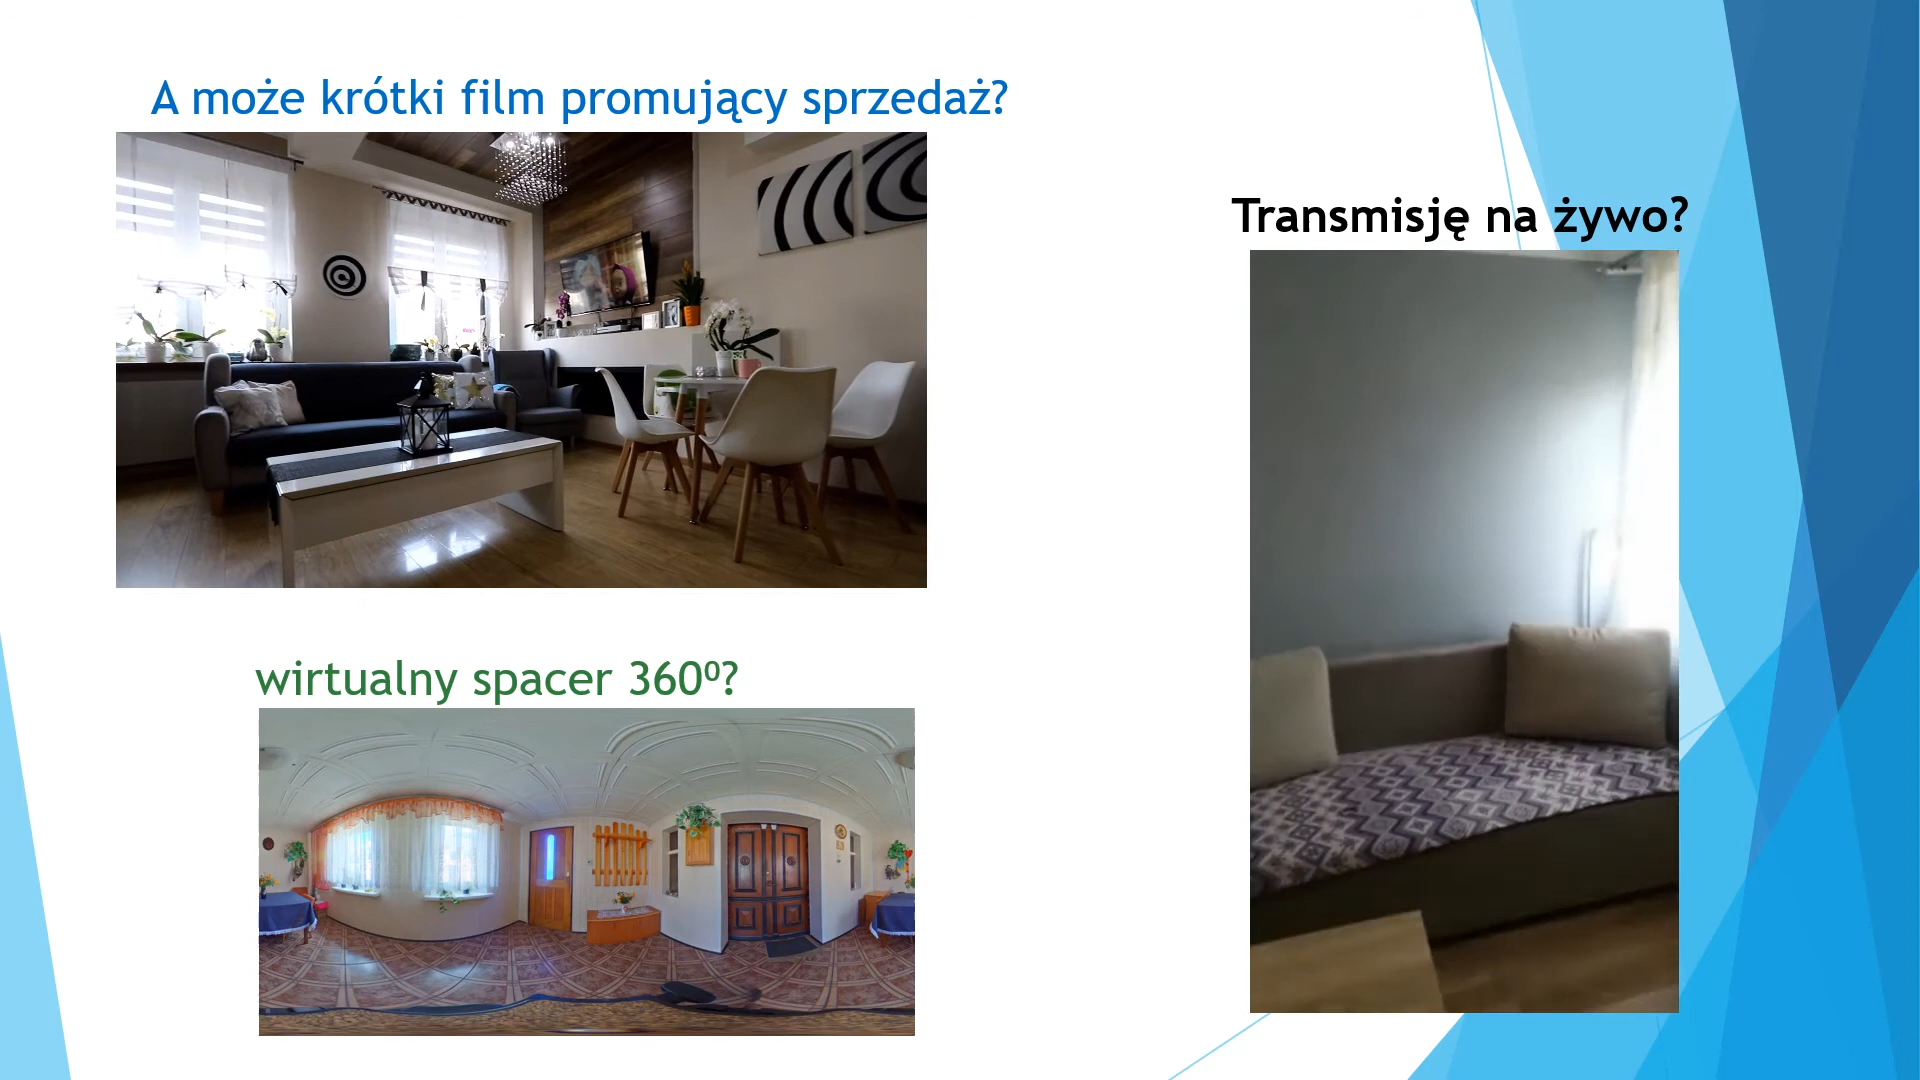 A może krótki film promujący sprzedaż?
Transmisję na żywo?
wirtualny spacer 360⁰?